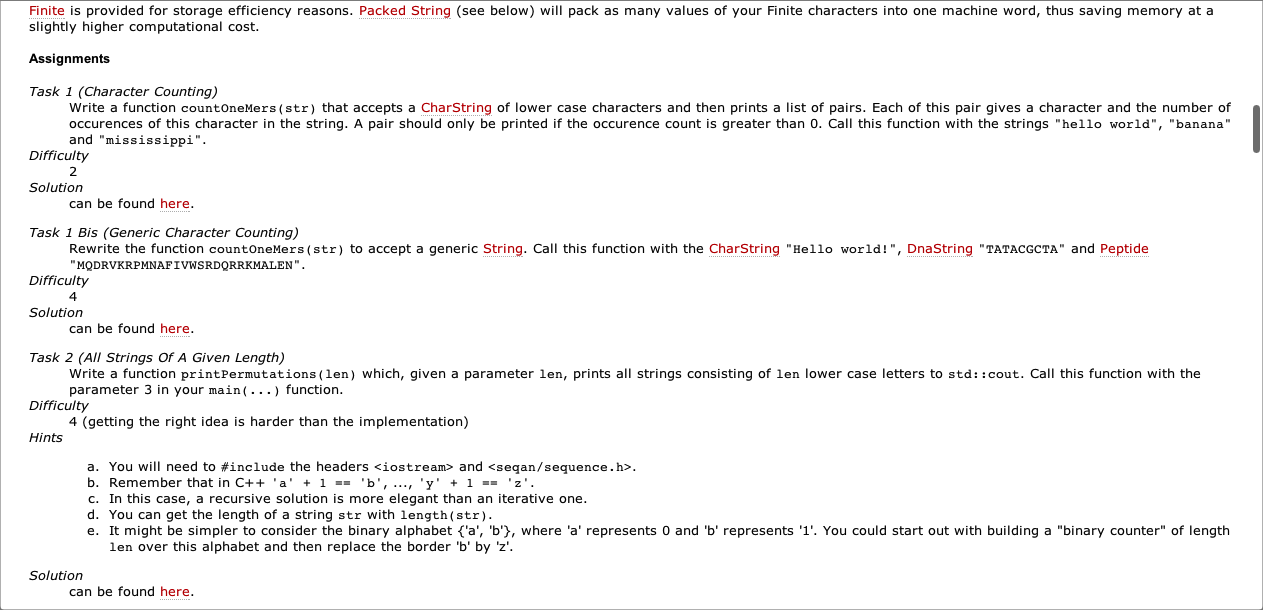 Finite is provided for storage efficiency reasons. Packed String (see below) will pack as many values of your Finite characters into one machine word, thus saving memory at a
slightly higher computational cost.
Assignments
Task 1 (Character Counting)
Write a function countOneMers(str) that accepts a CharString of lower case characters and then prints a list of pairs. Each of this pair gives a character and the number of
occurences of this character in the string. A pair should only be printed if the occurence count is greater than 0. Call this function with the strings "hello world", "banana"
and "mississippi".
Difficulty
2
Solution
can be found here.
Task 1 Bis (Generic Character Counting)
Rewrite the function countOneMers(str) to accept a generic String. Call this function with the CharString "Hello world!", DnaString "TATACGCTA" and Peptide
"MQDRVKRPMNAFIVWSRDQRRKMALEN".
Difficulty
4
Solution
can be found here.
Task 2 (All Strings Of A Given Length)
Write a function printPermutations(len) which, given a parameter len, prints all strings consisting of len lower case letters to std::cout. Call this function with the
parameter 3 in your main(...) function.
Difficulty
4 (getting the right idea is harder than the implementation)
Hints
a. You will need to #include the headers <iostream> and <seqan/sequence.h>.
b. Remember that in C++ 'a' + 1 == 'b', ..., 'y' + 1 == 'z'.
c. In this case, a recursive solution is more elegant than an iterative one.
d. You can get the length of a string str with length(str).
e. It might be simpler to consider the binary alphabet {'a', 'b'}, where 'a' represents 0 and 'b' represents '1'. You could start out with building a "binary counter" of length
len over this alphabet and then replace the border 'b' by 'z'.
Solution
can be found here.